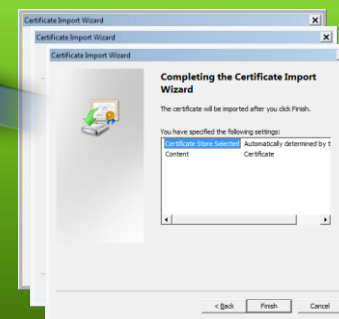 Certificate Import Wizard
Certificate Import Wizard
Certificate Import Wizard
Completing the Certificate Import
Wizard
The certificate will be imported after you click Finish.
You have specified the following settings:
Certificate Store Selected Automatically determined by t
Content Certificate
< Back Finish Cancel